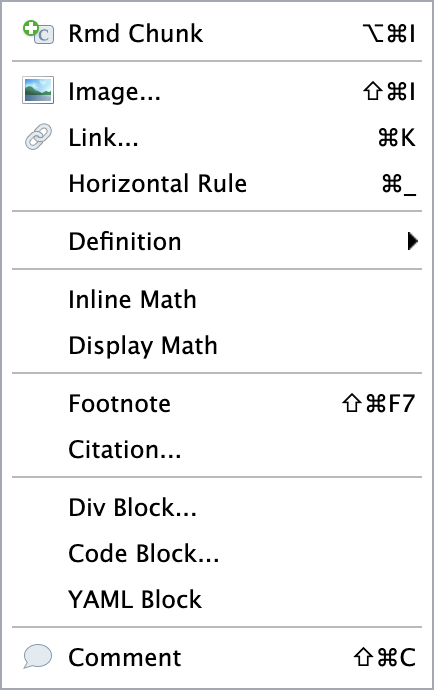 Rmd Chunk ⌥⌘I
Image... ⇧⌘I
Link... ⌘K
Horizontal Rule ⌘_
Definition
Inline Math
Display Math
Footnote ⇧⌘F7
Citation...
Div Block...
Code Block...
YAML Block
Comment ⇧⌘C